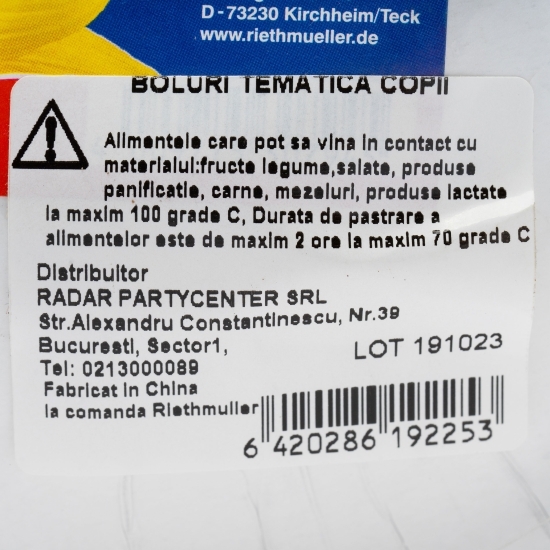 D-73230 Kirchheim/Teck
www.riethmueller.de
BOLURI TEMATICA COPII
Alimentele care pot sa vina in contact cu
materialul:fructe legume,salate, produse
panificatie, carne, mezeluri, produse lactate
la maxim 100 grade C, Durata de pastrare a
alimentelor este de maxim 2 ore la maxim 70 grade C
Distribuitor
RADAR PARTYCENTER SRL
Str.Alexandru Constantinescu, Nr.39
Bucuresti, Sector1,
LOT 191023
Tel: 0213000089
Fabricat in China
la comanda Riethmuller
6 420286 192253